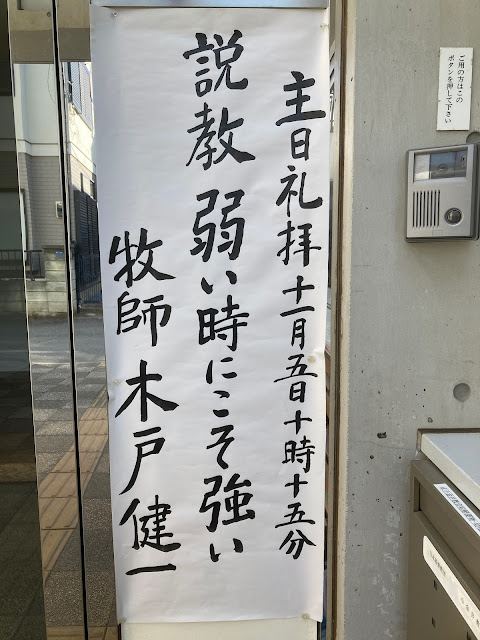 主日礼拝 十一月五日 十時十五分
説教 弱い時にこそ強い
牧師 木戸健一
ご用の方はこの
ボタンを押して下さい